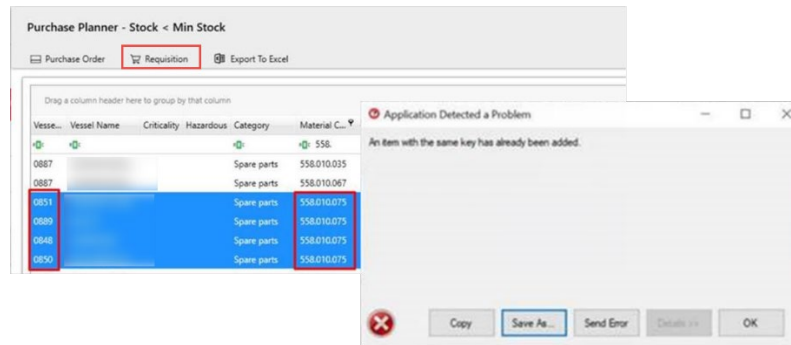 Purchase Planner - Stock < Min Stock
Purchase Order Requisition Export To Excel
Drag a column header here to group by that column
Vesse... Vessel Name Criticality Hazardous Category Material C...
558.
0887 Spare parts 558.010.035
0887 Spare parts 558.010.067
0851 Spare parts 558.010.075
0889 Spare parts 558.010.075
0848 Spare parts 558.010.075
0850 Spare parts 558.010.075
Application Detected a Problem
An item with the same key has already been added.
Copy Save As... Send Error Details >> OK